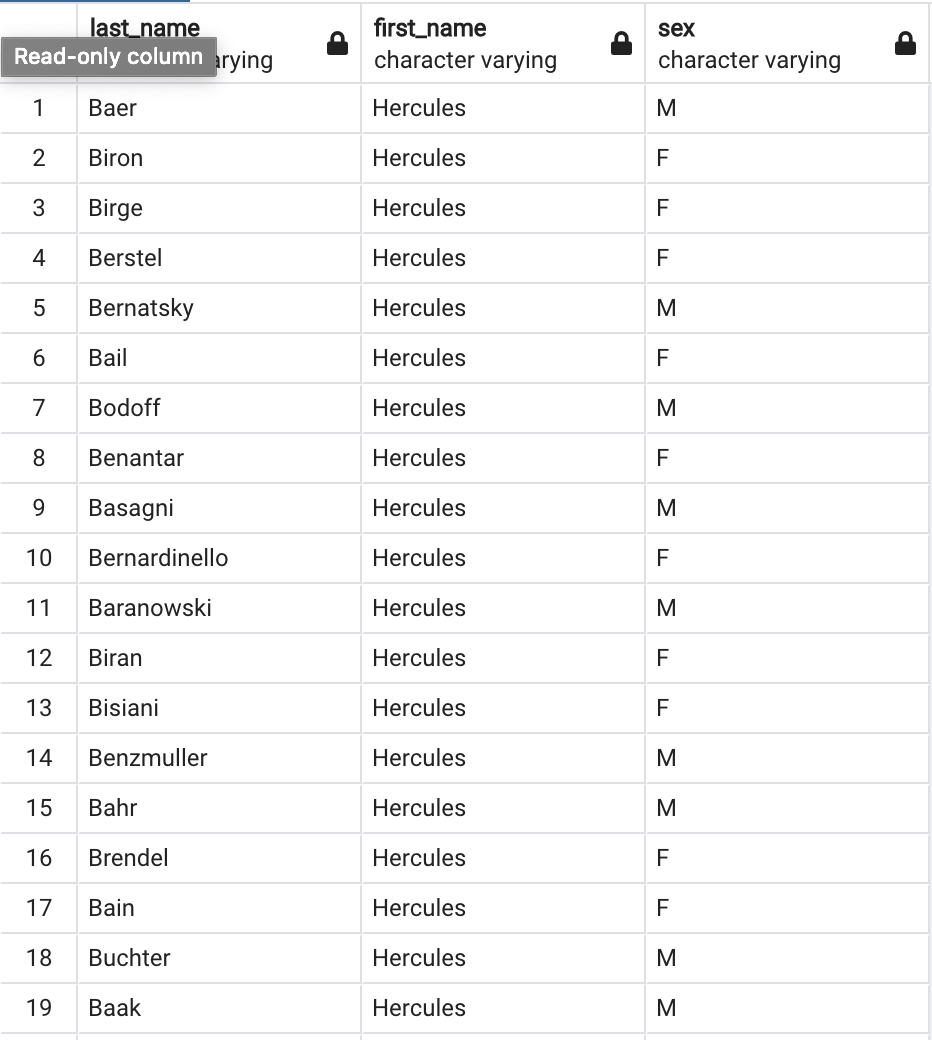 last_name first_name sex
Read-only column arying character varying character varying
1 Baer Hercules M
2 Biron Hercules F
3 Birge Hercules F
4 Berstel Hercules F
5 Bernatsky Hercules M
6 Bail Hercules F
7 Bodoff Hercules M
8 Benantar Hercules F
9 Basagni Hercules M
10 Bernardinello Hercules F
11 Baranowski Hercules M
12 Biran Hercules F
13 Bisiani Hercules F
14 Benzmuller Hercules M
15 Bahr Hercules M
16 Brendel Hercules F
17 Bain Hercules F
18 Buchter Hercules M
19 Baak Hercules M